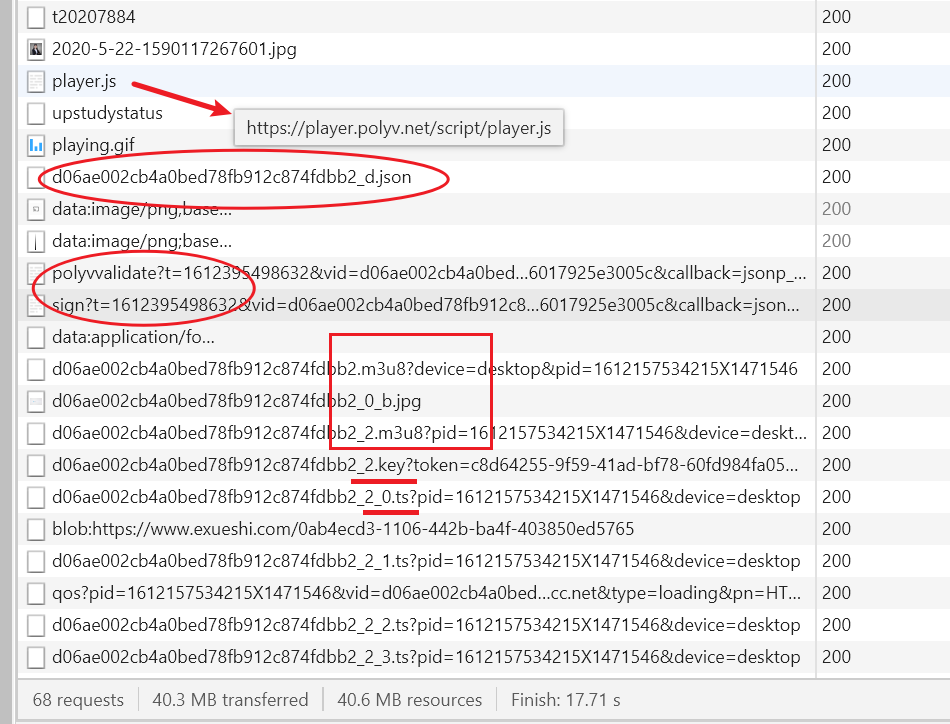 t20207884 200
2020-5-22-1590117267601.jpg 200
player.js 200
upstudystatus 200
https://player.polyv.net/script/player.js
playing.gif 200
d06ae002cb4a0bed78fb912c874fdbb2_d.json 200
data:image/png;base... 200
data:image/png;base... 200
polyvvalidate?t=1612395498632&vid=d06ae002cb4a0bed...6017925e3005c&callback=jsonp_... 200
sign?t=1612395498632&vid=d06ae002cb4a0bed78fb912c8...6017925e3005c&callback=json... 200
data:application/fo... 200
d06ae002cb4a0bed78fb912c874fdbb2.m3u8?device=desktop&pid=1612157534215X1471546 200
d06ae002cb4a0bed78fb912c874fdbb2_0_b.jpg 200
d06ae002cb4a0bed78fb912c874fdbb2_2.m3u8?pid=1612157534215X1471546&device=deskt... 200
d06ae002cb4a0bed78fb912c874fdbb2_2.key?token=c8d64255-9f59-41ad-bf78-60fd984fa05... 200
d06ae002cb4a0bed78fb912c874fdbb2_2_0.ts?pid=1612157534215X1471546&device=desktop 200
blob:https://www.exueshi.com/0ab4ecd3-1106-442b-ba4f-403850ed5765 200
d06ae002cb4a0bed78fb912c874fdbb2_2_1.ts?pid=1612157534215X1471546&device=desktop 200
qos?pid=1612157534215X1471546&vid=d06ae002cb4a0bed...cc.net&type=loading&pn=HT... 200
d06ae002cb4a0bed78fb912c874fdbb2_2_2.ts?pid=1612157534215X1471546&device=desktop 200
d06ae002cb4a0bed78fb912c874fdbb2_2_3.ts?pid=1612157534215X1471546&device=desktop 200
68 requests 40.3 MB transferred 40.6 MB resources Finish: 17.71 s